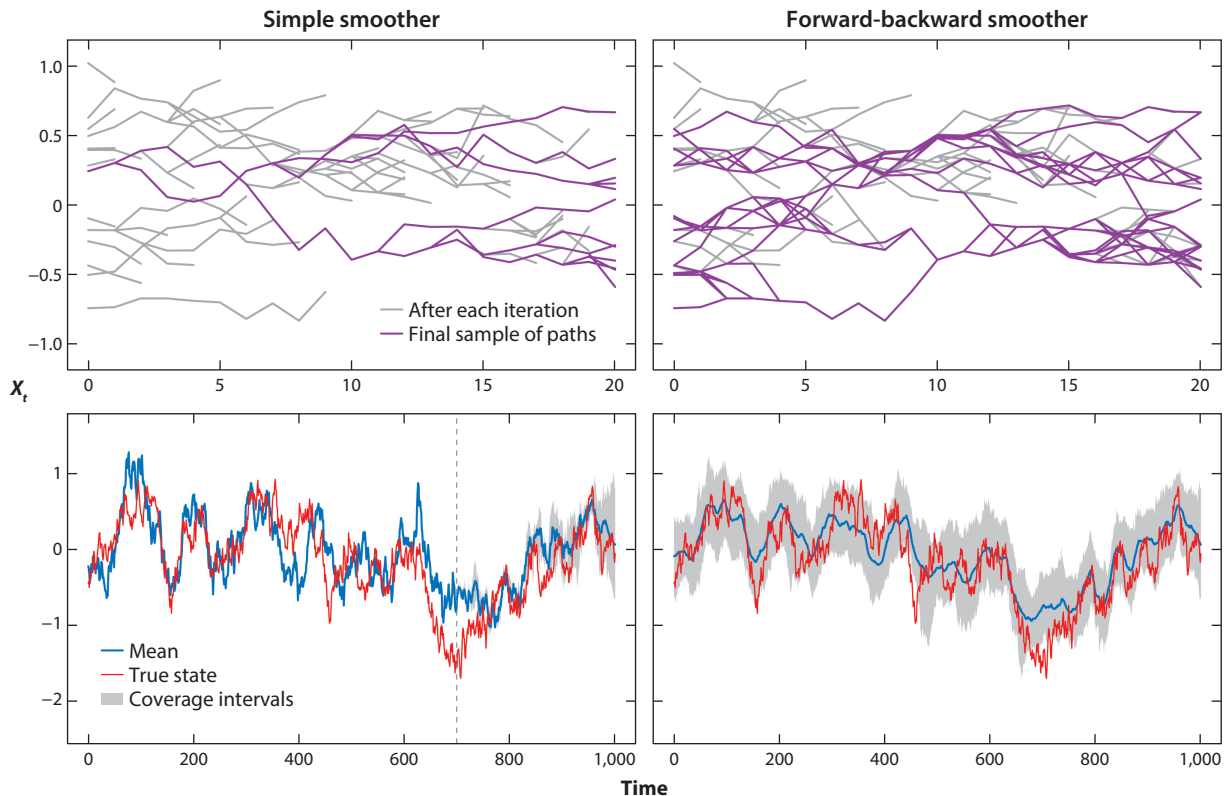 Simple smoother
Forward-backward smoother
1.0
0.5
0
−0.5
−1.0
After each iteration
Final sample of paths
0 5 10 15 20
0 5 10 15 20
X_t
1
0
−1
−2
Mean
True state
Coverage intervals
0 200 400 600 800 1,000
0 200 400 600 800 1,000
Time